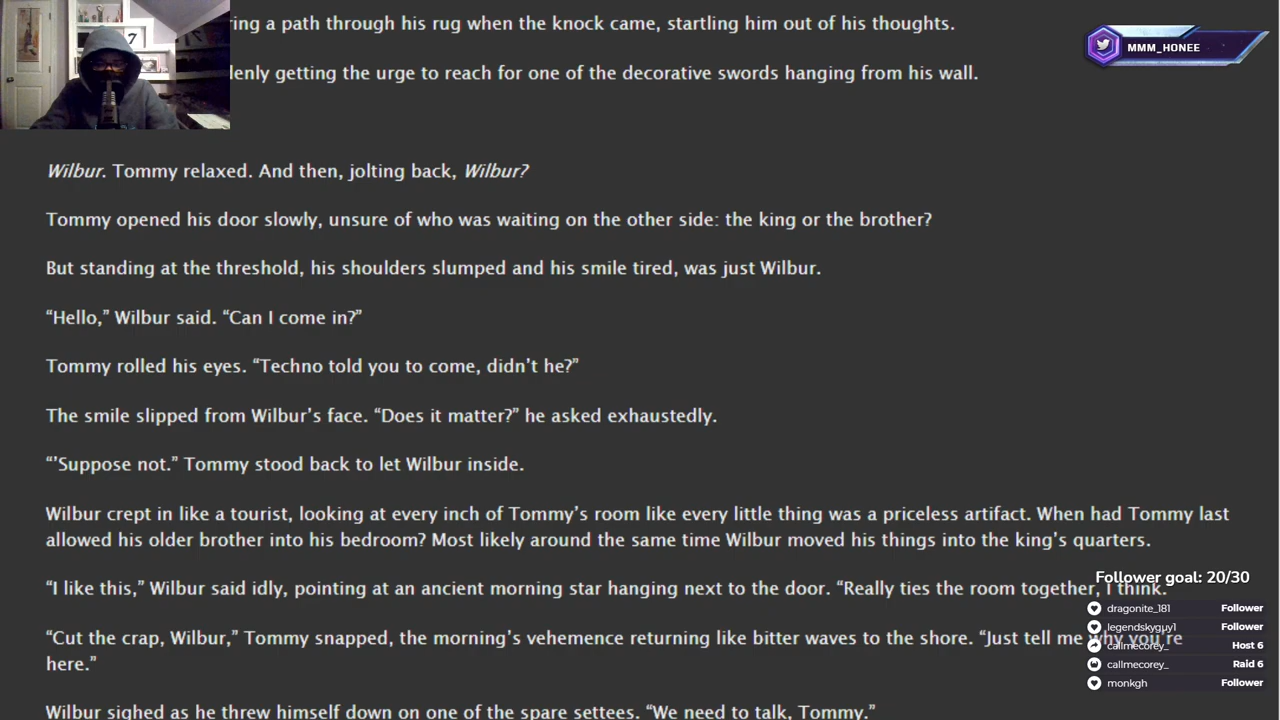 ing a path through his rug when the knock came, startling him out of his thoughts.
MMM_HONEE
denly getting the urge to reach for one of the decorative swords hanging from his wall.
Wilbur. Tommy relaxed. And then, jolting back, Wilbur?
Tommy opened his door slowly, unsure of who was waiting on the other side: the king or the brother?
But standing at the threshold, his shoulders slumped and his smile tired, was just Wilbur.
“Hello,” Wilbur said. “Can I come in?”
Tommy rolled his eyes. “Techno told you to come, didn’t he?”
The smile slipped from Wilbur’s face. “Does it matter?” he asked exhaustedly.
“’Suppose not.” Tommy stood back to let Wilbur inside.
Wilbur crept in like a tourist, looking at every inch of Tommy’s room like every little thing was a priceless artifact. When had Tommy last
allowed his older brother into his bedroom? Most likely around the same time Wilbur moved his things into the king’s quarters.
“I like this,” Wilbur said idly, pointing at an ancient morning star hanging next to the door. “Really ties the room together, I think.”
“Cut the crap, Wilbur,” Tommy snapped, the morning’s vehemence returning like bitter waves to the shore. “Just tell me why you’re
here.”
Wilbur sighed as he threw himself down on one of the spare settees. “We need to talk, Tommy.”
Follower goal: 20/30
dragonite_181 Follower
legendskyguy1 Follower
callmecorey_ Host 6
callmecorey_ Raid 6
monkgh Follower
7